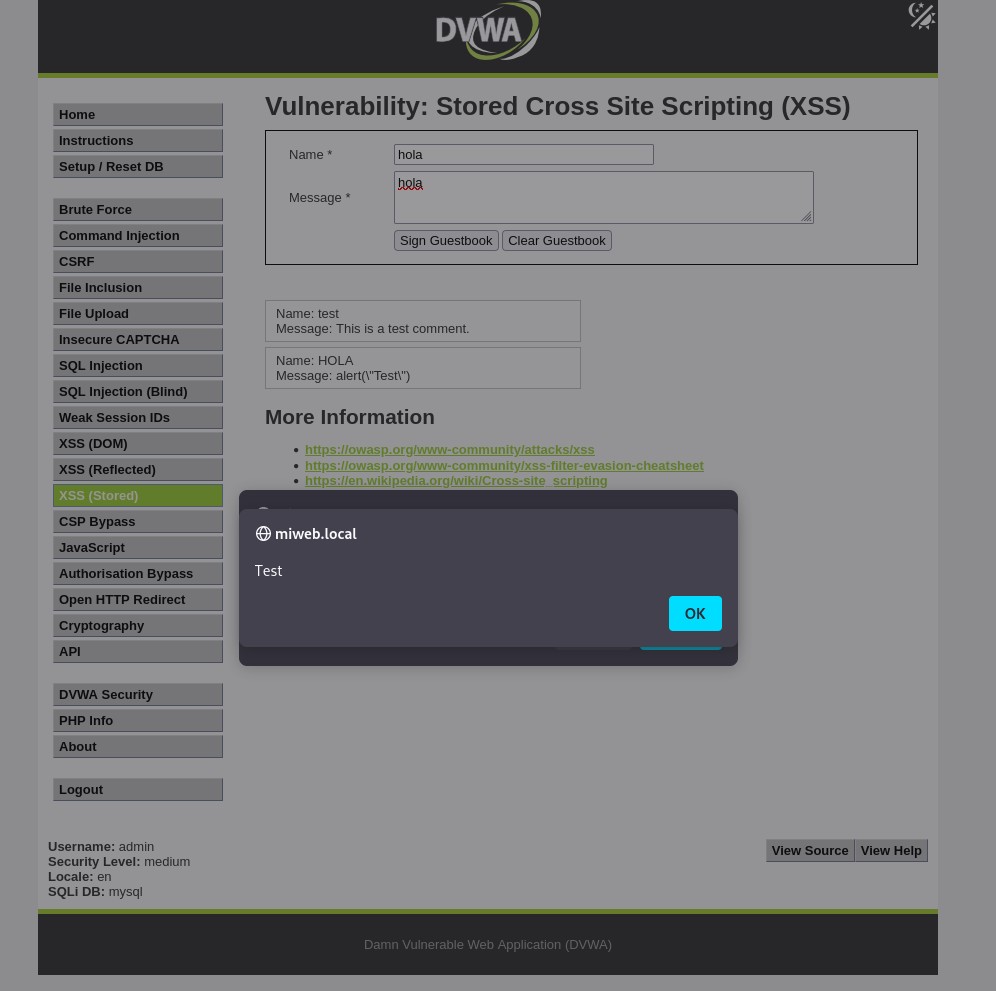 DVWA
Vulnerability: Stored Cross Site Scripting (XSS)
Home
Instructions
Setup / Reset DB
Brute Force
Command Injection
CSRF
File Inclusion
File Upload
Insecure CAPTCHA
SQL Injection
SQL Injection (Blind)
Weak Session IDs
XSS (DOM)
XSS (Reflected)
XSS (Stored)
CSP Bypass
JavaScript
Authorisation Bypass
Open HTTP Redirect
Cryptography
API
DVWA Security
PHP Info
About
Logout
Name * hola
Message * hola
Sign Guestbook Clear Guestbook
Name: test
Message: This is a test comment.
Name: HOLA
Message: alert(\"Test\")
More Information
https://owasp.org/www-community/attacks/xss
https://owasp.org/www-community/xss-filter-evasion-cheatsheet
https://en.wikipedia.org/wiki/Cross-site_scripting
miweb.local
Test
OK
Username: admin
Security Level: medium
Locale: en
SQLi DB: mysql
View Source View Help
Damn Vulnerable Web Application (DVWA)